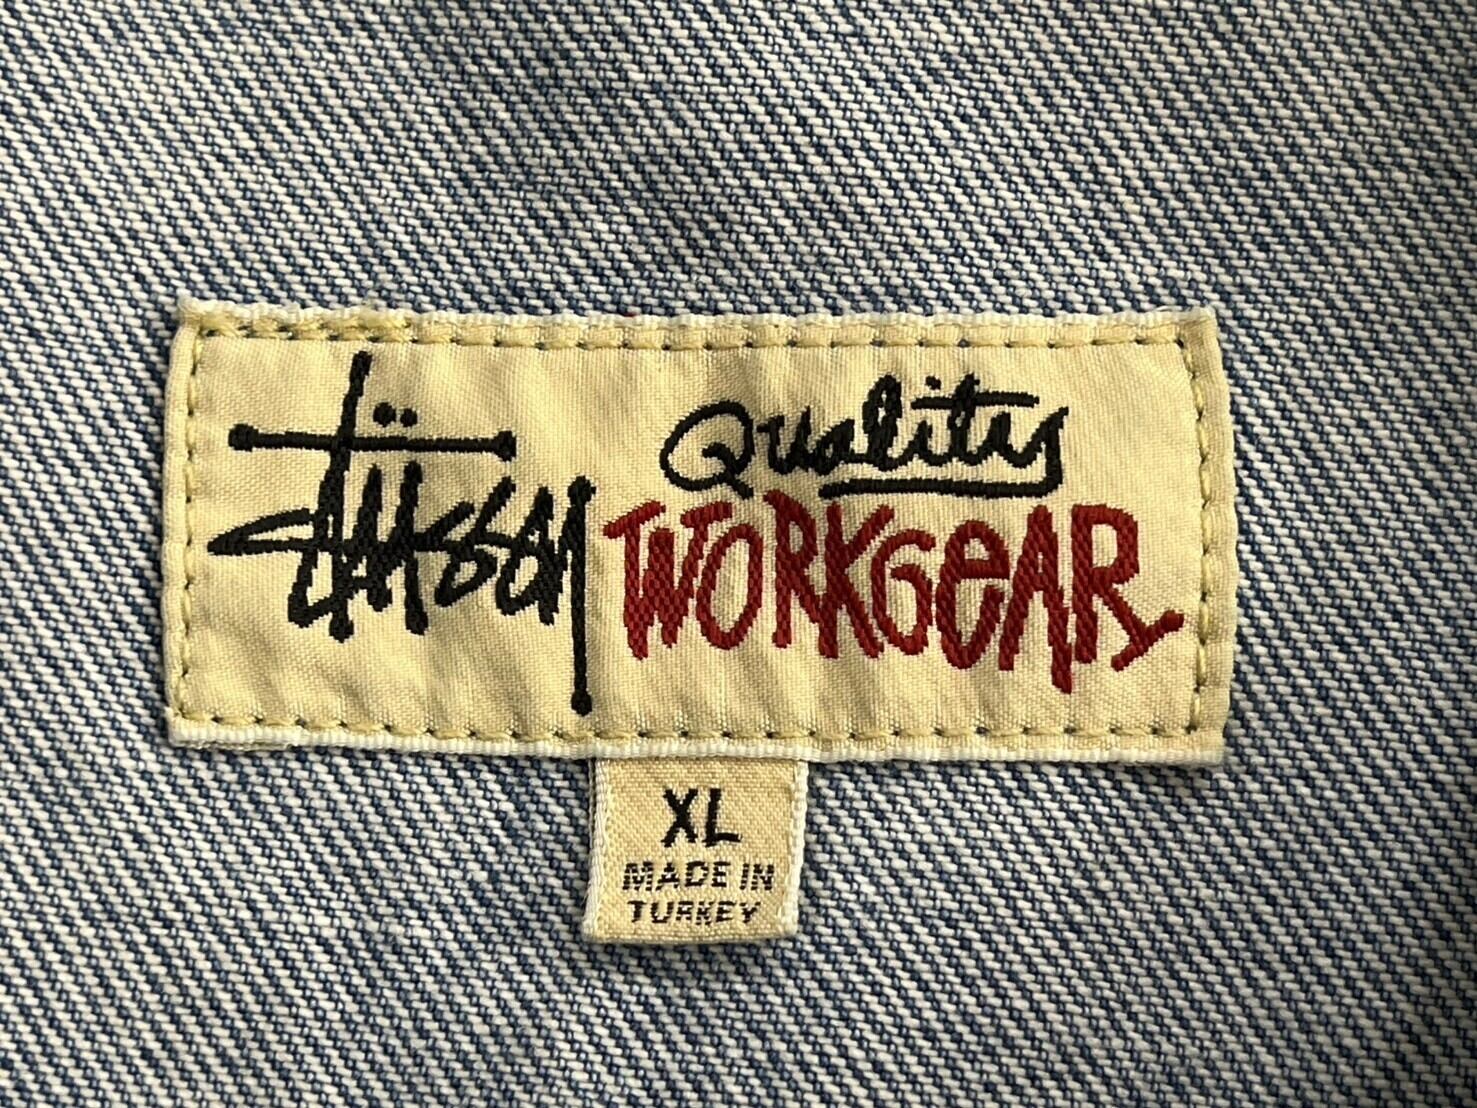 Stüssy
Quality
WORKGeAR
XL
MADE IN
TURKEY